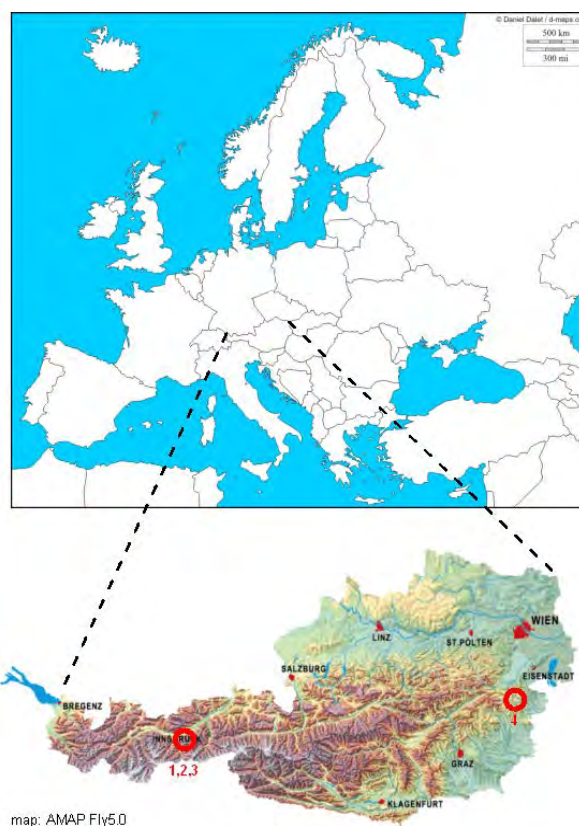 © Daniel Dalet / d-maps.c
500 km
300 mi
WIEN
LINZ
ST.PÖLTEN
SALZBURG
EISENSTADT
BREGENZ
4
INNSBRUCK
1,2,3
GRAZ
KLAGENFURT
map: AMAP Fly5.0